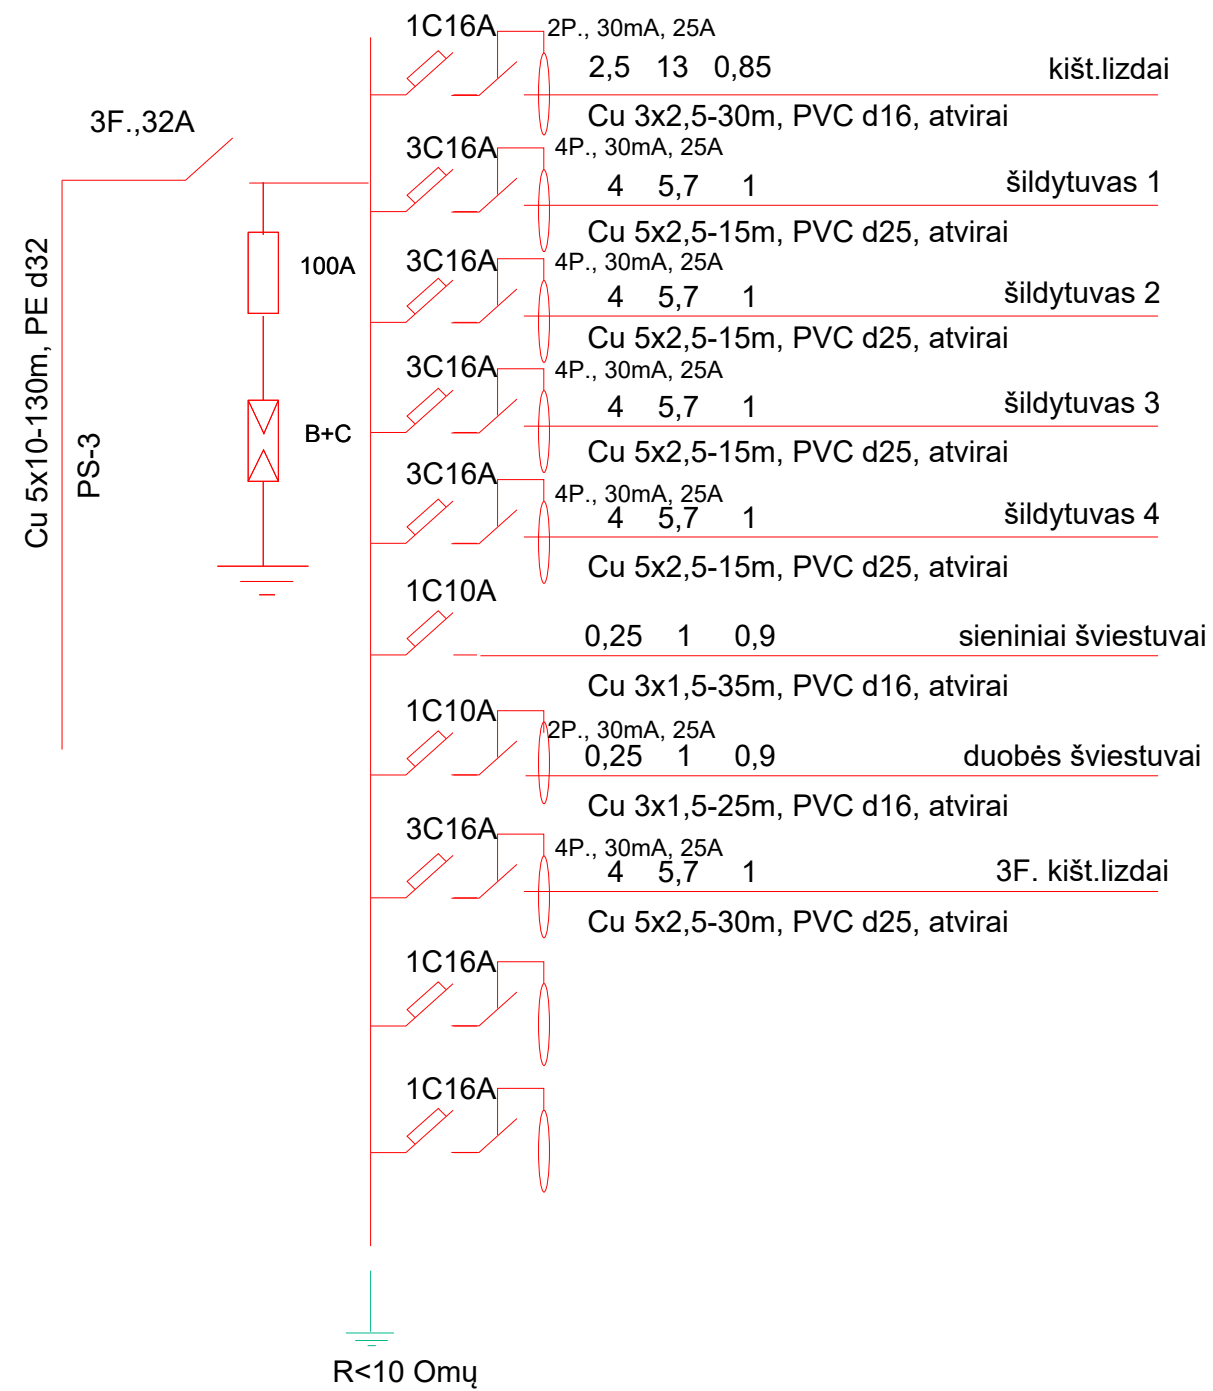 3F.,32A
Cu 5x10-130m, PE d32
PS-3
100A
B+C
1C16A 2P., 30mA, 25A
2,5 13 0,85 kišt.lizdai
Cu 3x2,5-30m, PVC d16, atvirai
3C16A 4P., 30mA, 25A
4 5,7 1 šildytuvas 1
Cu 5x2,5-15m, PVC d25, atvirai
3C16A 4P., 30mA, 25A
4 5,7 1 šildytuvas 2
Cu 5x2,5-15m, PVC d25, atvirai
3C16A 4P., 30mA, 25A
4 5,7 1 šildytuvas 3
Cu 5x2,5-15m, PVC d25, atvirai
3C16A 4P., 30mA, 25A
4 5,7 1 šildytuvas 4
Cu 5x2,5-15m, PVC d25, atvirai
1C10A
0,25 1 0,9 sieniniai šviestuvai
Cu 3x1,5-35m, PVC d16, atvirai
1C10A 2P., 30mA, 25A
0,25 1 0,9 duobės šviestuvai
Cu 3x1,5-25m, PVC d16, atvirai
3C16A 4P., 30mA, 25A
4 5,7 1 3F. kišt.lizdai
Cu 5x2,5-30m, PVC d25, atvirai
1C16A
1C16A
R<10 Omų